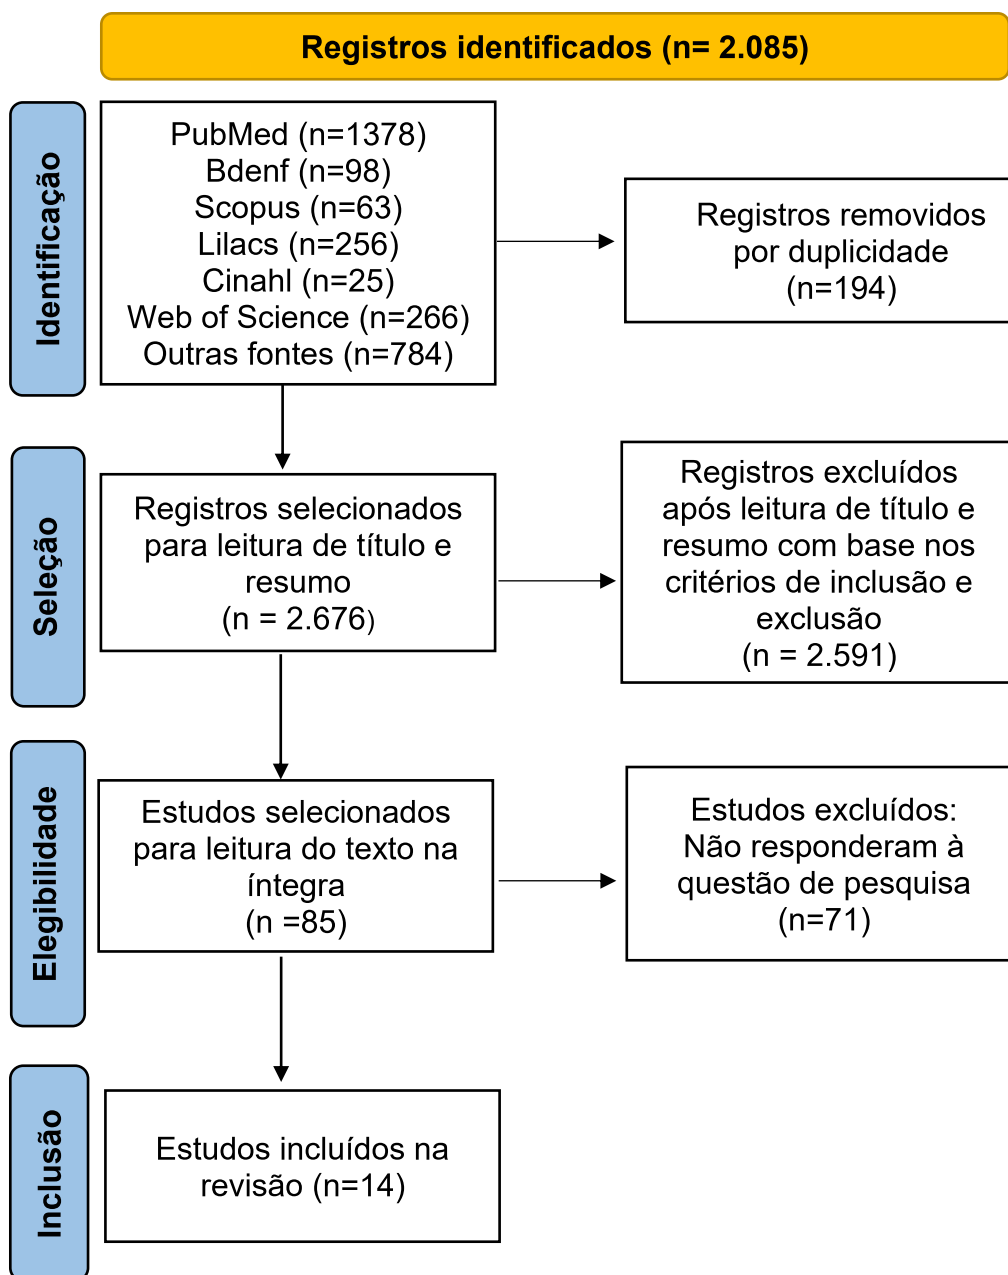 Registros identificados (n= 2.085)
Identificação
PubMed (n=1378)
Bdenf (n=98)
Scopus (n=63)
Lilacs (n=256)
Cinahl (n=25)
Web of Science (n=266)
Outras fontes (n=784)
Registros removidos
por duplicidade
(n=194)
Seleção
Registros selecionados
para leitura de título e
resumo
(n = 2.676)
Registros excluídos
após leitura de título e
resumo com base nos
critérios de inclusão e
exclusão
(n = 2.591)
Elegibilidade
Estudos selecionados
para leitura do texto na
íntegra
(n =85)
Estudos excluídos:
Não responderam à
questão de pesquisa
(n=71)
Inclusão
Estudos incluídos na
revisão (n=14)